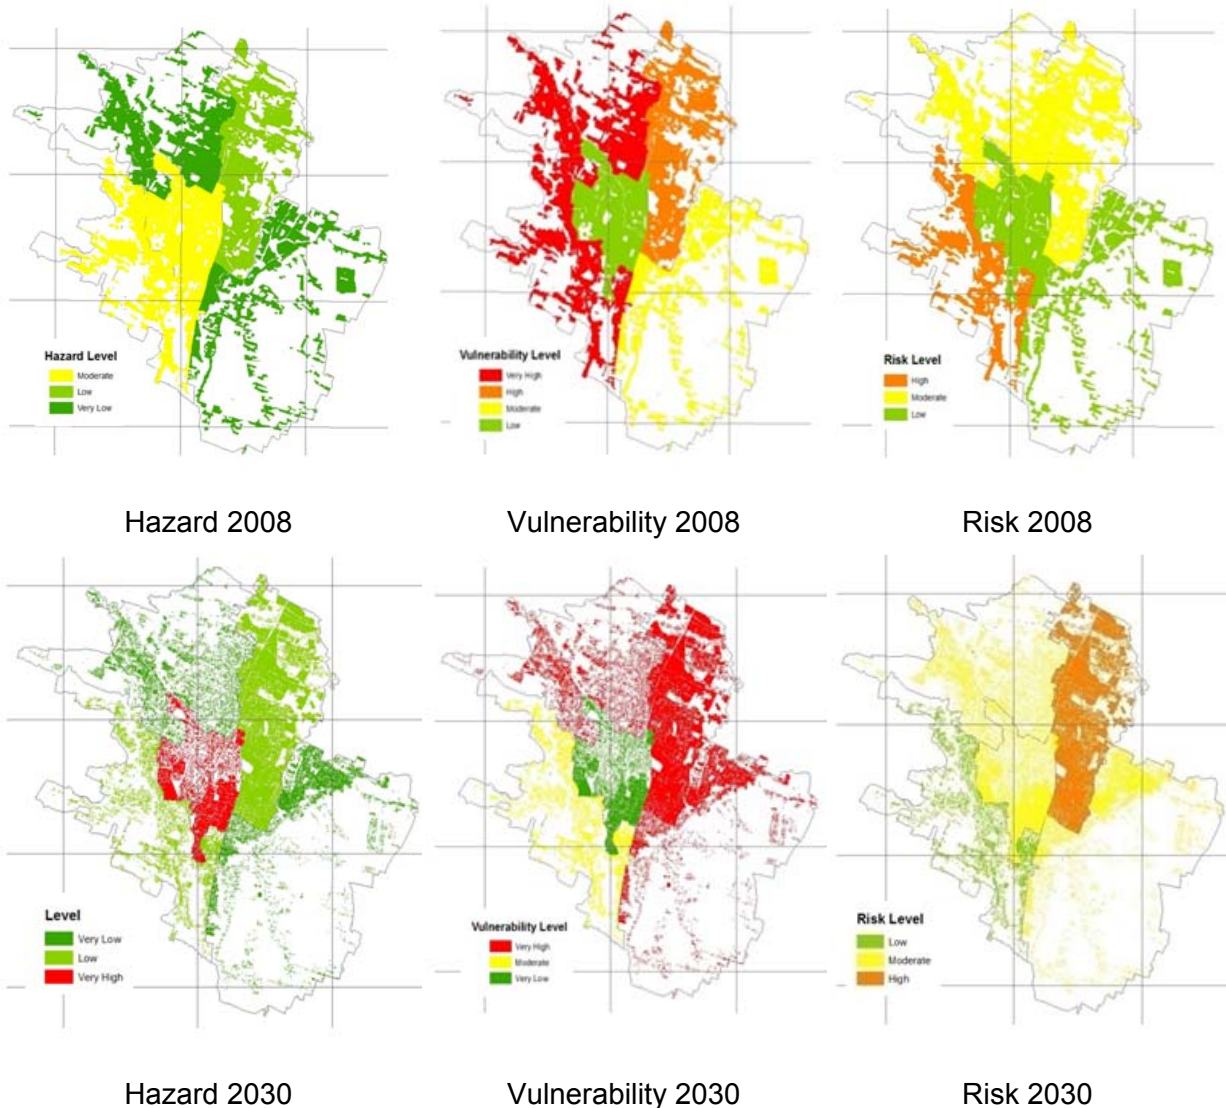 Hazard Level
Moderate
Low
Very Low
Vulnerability Level
Very High
High
Moderate
Low
Risk Level
High
Moderate
Low
Hazard 2008
Vulnerability 2008
Risk 2008
Level
Very Low
Low
Very High
Vulnerability Level
Very High
Moderate
Very Low
Risk Level
Low
Moderate
High
Hazard 2030
Vulnerability 2030
Risk 2030